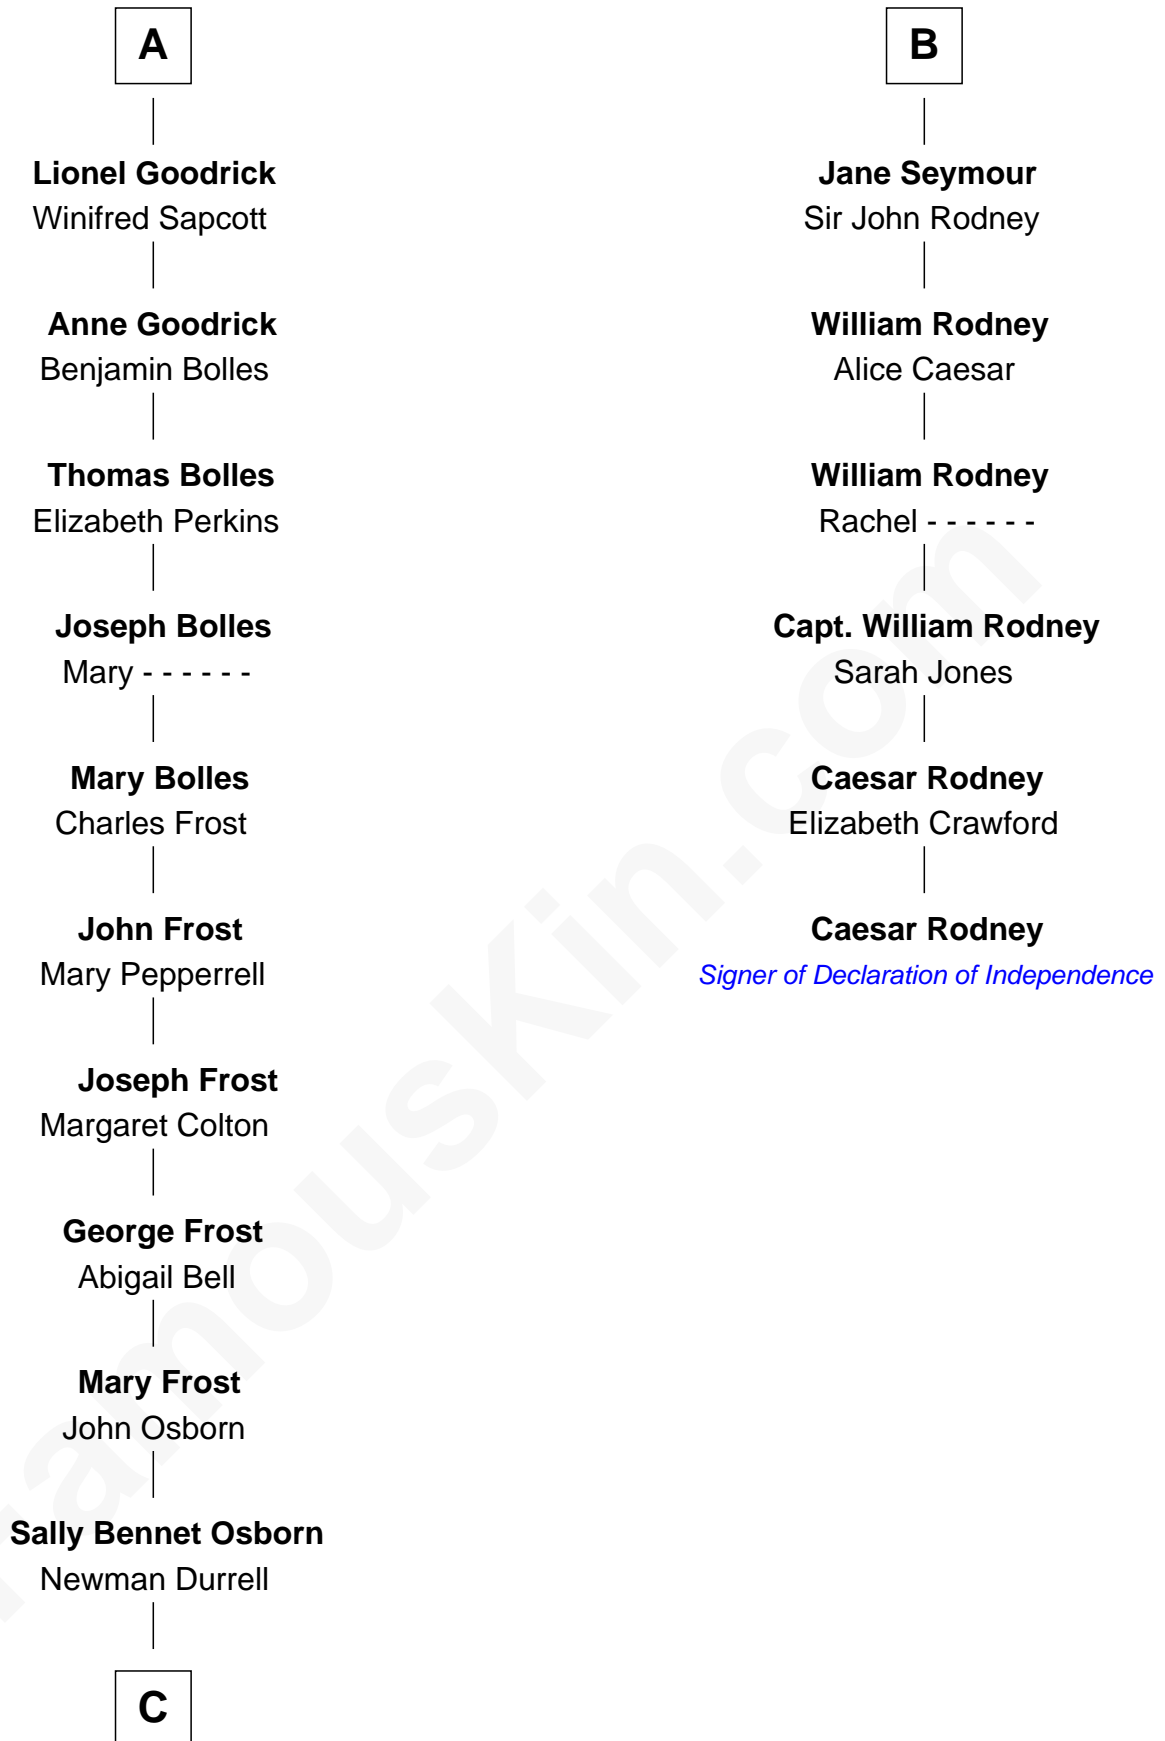 A
Lionel Goodrick
Winifred Sapcott
Anne Goodrick
Benjamin Bolles
Thomas Bolles
Elizabeth Perkins
Joseph Bolles
Mary - - - - - -
Mary Bolles
Charles Frost
John Frost
Mary Pepperrell
Joseph Frost
Margaret Colton
George Frost
Abigail Bell
Mary Frost
John Osborn
Sally Bennet Osborn
Newman Durrell
C
B
Jane Seymour
Sir John Rodney
William Rodney
Alice Caesar
William Rodney
Rachel - - - - - -
Capt. William Rodney
Sarah Jones
Caesar Rodney
Elizabeth Crawford
Caesar Rodney
Signer of Declaration of Independence
FamousKin.com